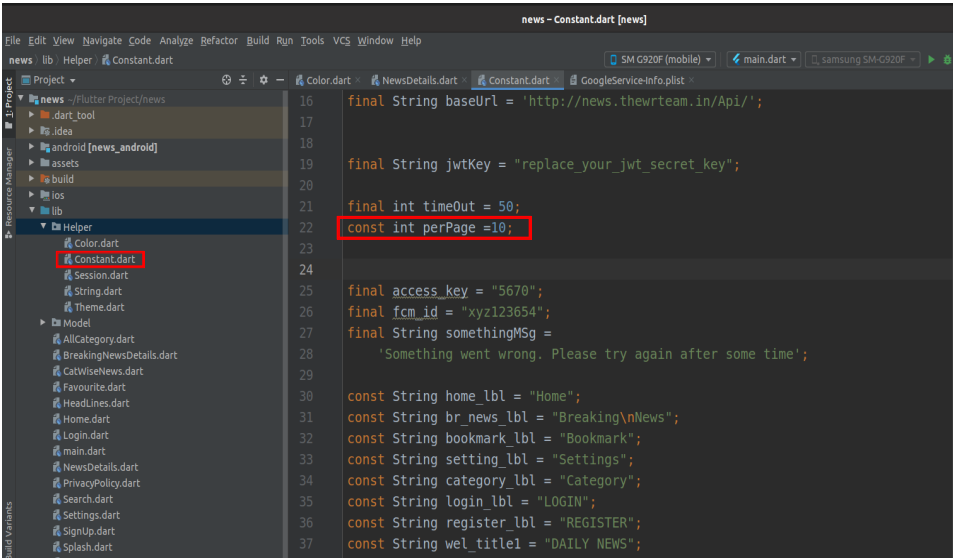 news – Constant.dart [news]
File Edit View Navigate Code Analyze Refactor Build Run Tools VCS Window Help
news lib Helper Constant.dart
SM G920F (mobile) main.dart samsung SM-G920F
Project
Color.dart NewsDetails.dart Constant.dart GoogleService-Info.plist
1: Project
Resource Manager
Build Variants
news ~/Flutter Project/news
.dart_tool
.idea
android [news_android]
assets
build
ios
lib
Helper
Color.dart
Constant.dart
Session.dart
String.dart
Theme.dart
Model
AllCategory.dart
BreakingNewsDetails.dart
CatWiseNews.dart
Favourite.dart
HeadLines.dart
Home.dart
Login.dart
main.dart
NewsDetails.dart
PrivacyPolicy.dart
Search.dart
Settings.dart
SignUp.dart
Splash.dart
16 final String baseUrl = 'http://news.thewrteam.in/Api/';
17
18
19 final String jwtKey = "replace_your_jwt_secret_key";
20
21 final int timeOut = 50;
22 const int perPage =10;
23
24
25 final access_key = "5670";
26 final fcm_id = "xyz123654";
27 final String somethingMSg =
28 'Something went wrong. Please try again after some time';
29
30 const String home_lbl = "Home";
31 const String br_news_lbl = "Breaking\nNews";
32 const String bookmark_lbl = "Bookmark";
33 const String setting_lbl = "Settings";
34 const String category_lbl = "Category";
35 const String login_lbl = "LOGIN";
36 const String register_lbl = "REGISTER";
37 const String wel_title1 = "DAILY NEWS";